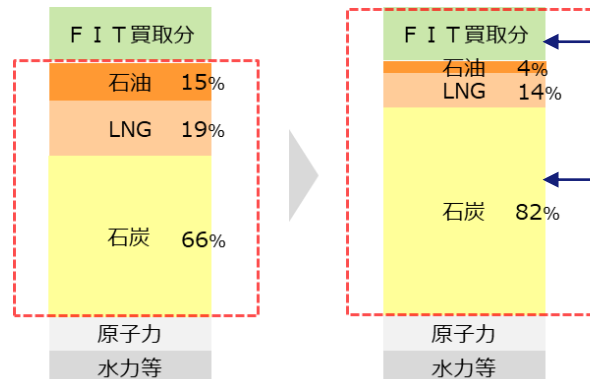 ＦＩＴ買取分
石油 15%
LNG 19%
石炭 66%
原子力
水力等
ＦＩＴ買取分
石油 4%
LNG 14%
石炭 82%
原子力
水力等